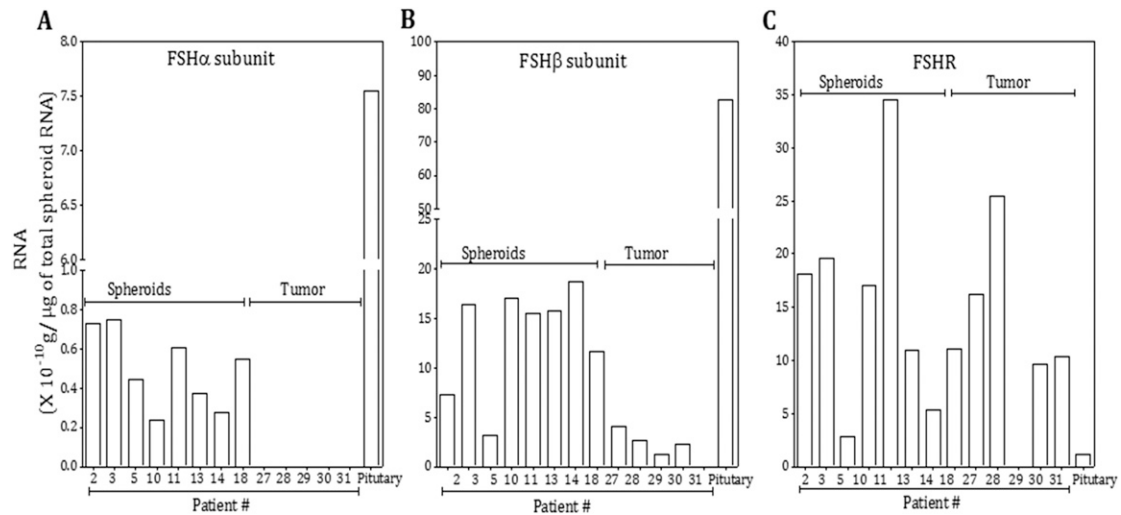 A
B
C
FSHα subunit
FSHβ subunit
FSHR
RNA
(X 10⁻¹⁰g/ μg of total spheroid RNA)
8.0
7.5
7.0
6.5
6.0
1.0
0.8
0.6
0.4
0.2
0.0
Spheroids
Tumor
2 3 5 10 11 13 14 18 27 28 29 30 31 Pitutary
Patient #
100
90
80
70
60
50
25
20
15
10
5
0
Spheroids
Tumor
2 3 5 10 11 13 14 18 27 28 29 30 31 Pitutary
Patient #
40
35
30
25
20
15
10
5
0
Spheroids
Tumor
2 3 5 10 11 13 14 18 27 28 29 30 31 Pitutary
Patient #